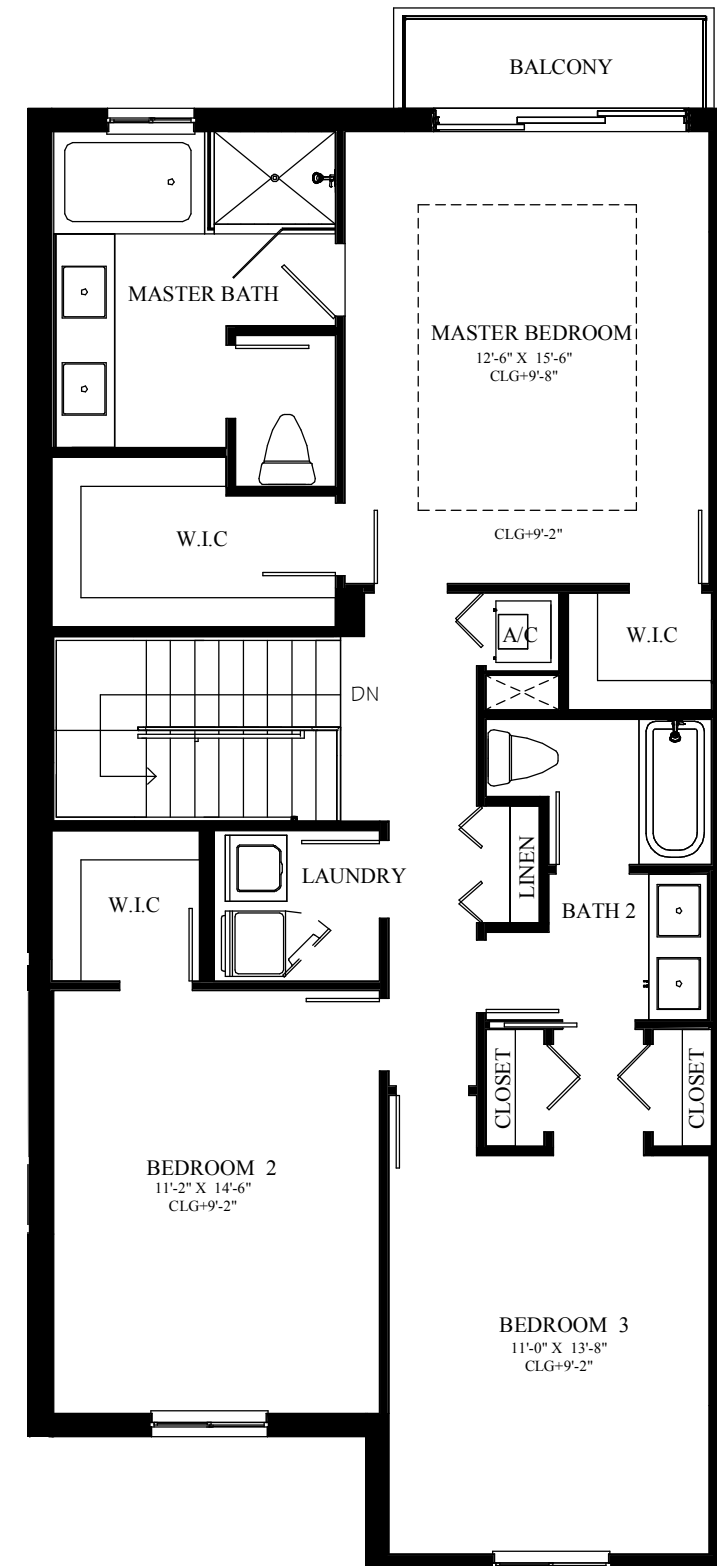 BALCONY
MASTER BATH
MASTER BEDROOM
12'-6" X 15'-6"
CLG+9'-8"
CLG+9'-2"
W.I.C
A/C
W.I.C
DN
LAUNDRY
LINEN
W.I.C
BATH 2
CLOSET
CLOSET
BEDROOM 2
11'-2" X 14'-6"
CLG+9'-2"
BEDROOM 3
11'-0" X 13'-8"
CLG+9'-2"